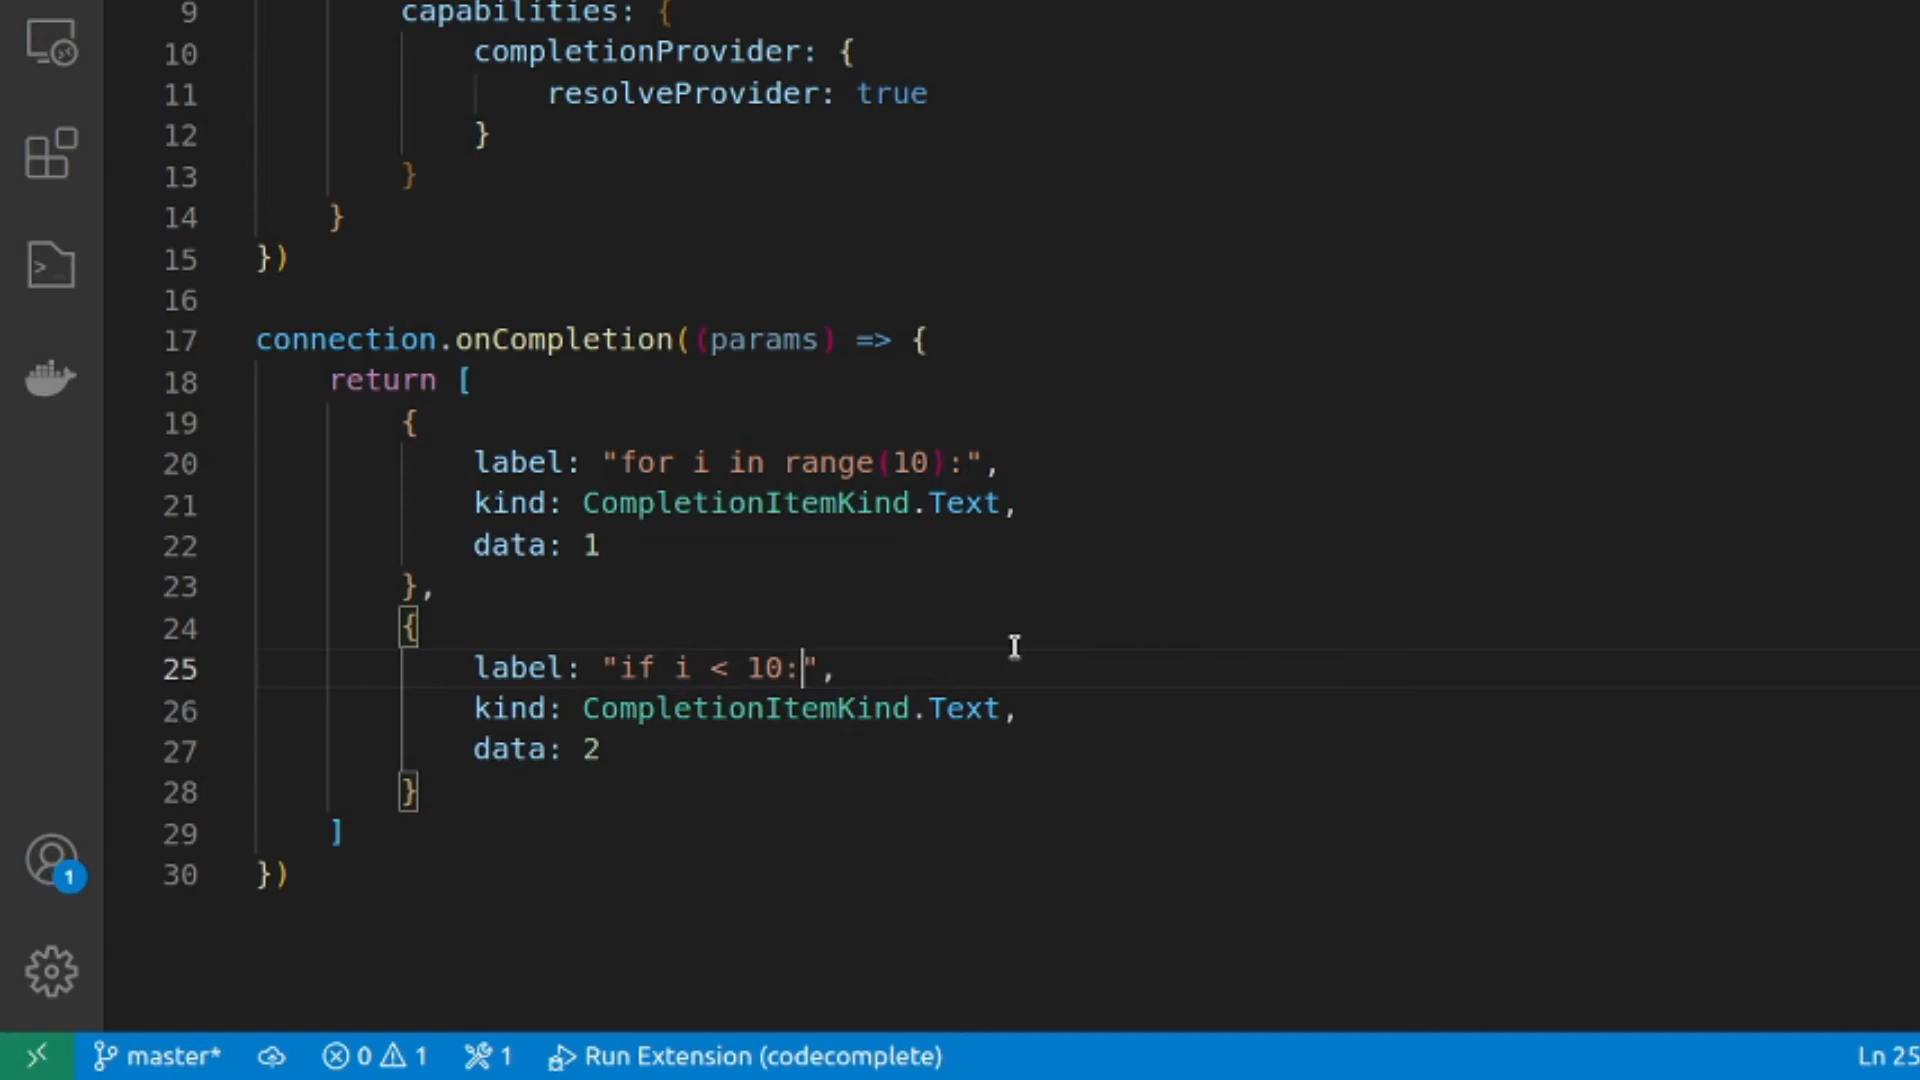 9 capabilities: {
10 completionProvider: {
11 resolveProvider: true
12 }
13 }
14 }
15 })
16
17 connection.onCompletion((params) => {
18 return [
19 {
20 label: "for i in range(10):",
21 kind: CompletionItemKind.Text,
22 data: 1
23 },
24 {
25 label: "if i < 10:",
26 kind: CompletionItemKind.Text,
27 data: 2
28 }
29 ]
30 })
1
master* 0 1 1 Run Extension (codecomplete) Ln 25